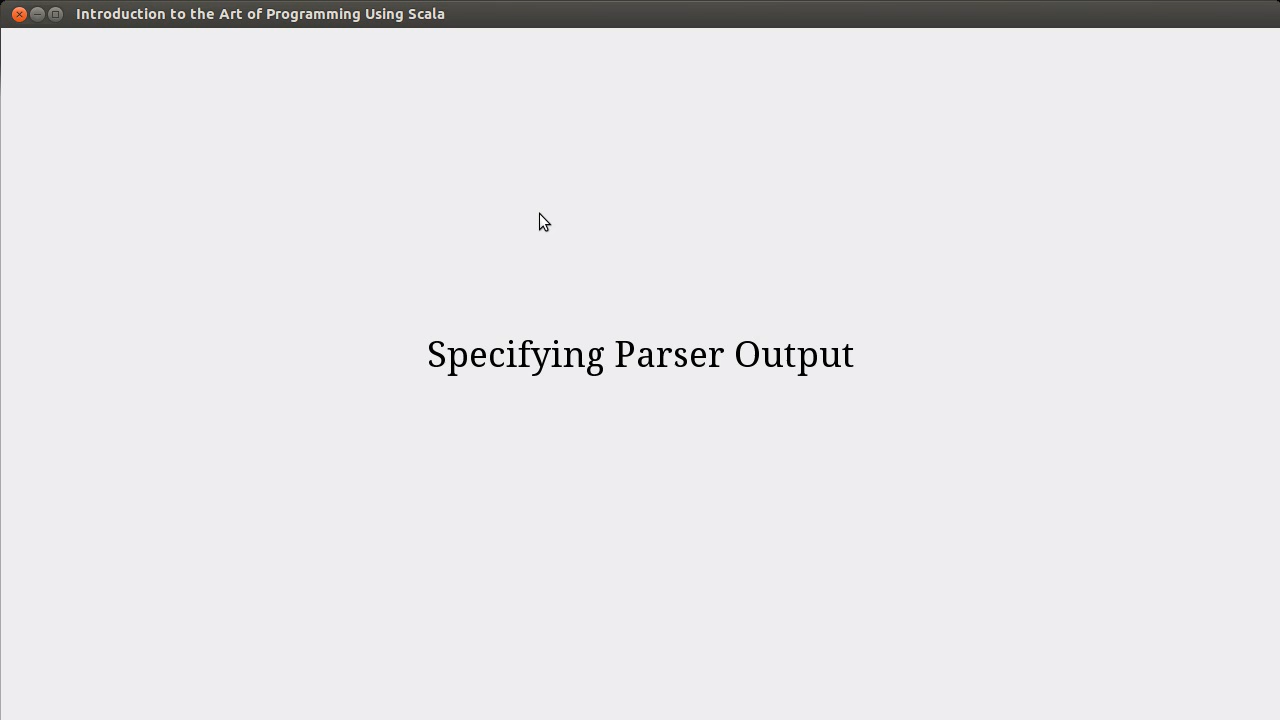 Introduction to the Art of Programming Using Scala
Specifying Parser Output